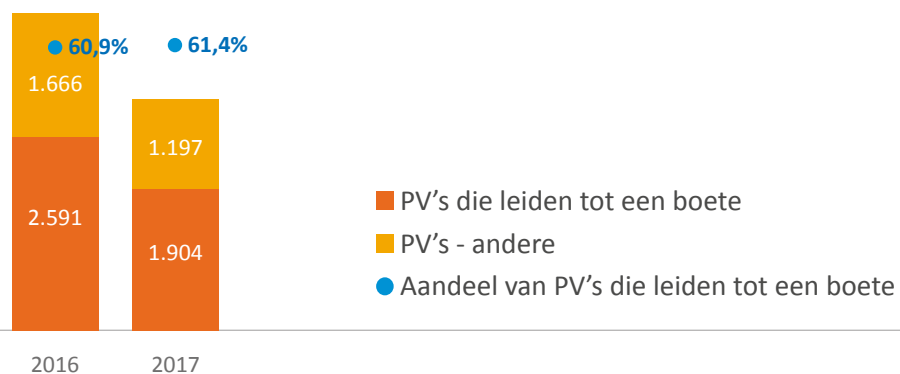 60,9%
61,4%
1.666
1.197
2.591
1.904
PV’s die leiden tot een boete
PV’s - andere
Aandeel van PV’s die leiden tot een boete
2016
2017